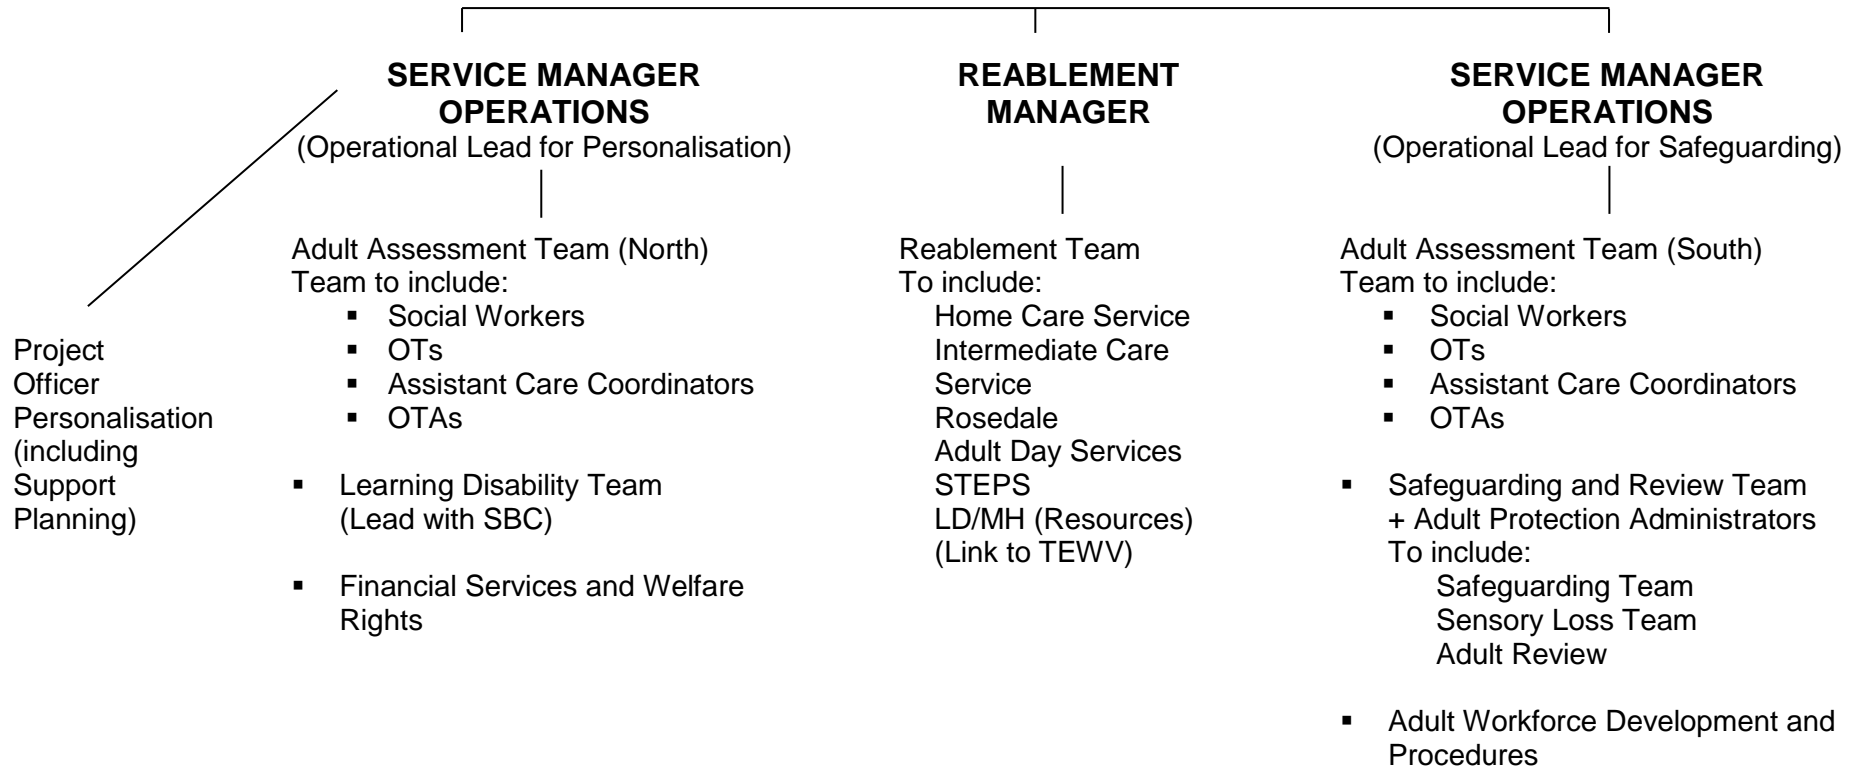 SERVICE MANAGER
OPERATIONS
(Operational Lead for Personalisation)
REABLEMENT
MANAGER
SERVICE MANAGER
OPERATIONS
(Operational Lead for Safeguarding)
Project
Officer
Personalisation
(including
Support
Planning)
Adult Assessment Team (North)
Team to include:
▪ Social Workers
▪ OTs
▪ Assistant Care Coordinators
▪ OTAs
▪ Learning Disability Team
(Lead with SBC)
▪ Financial Services and Welfare
Rights
Reablement Team
To include:
Home Care Service
Intermediate Care
Service
Rosedale
Adult Day Services
STEPS
LD/MH (Resources)
(Link to TEWV)
Adult Assessment Team (South)
Team to include:
▪ Social Workers
▪ OTs
▪ Assistant Care Coordinators
▪ OTAs
▪ Safeguarding and Review Team
+ Adult Protection Administrators
To include:
Safeguarding Team
Sensory Loss Team
Adult Review
▪ Adult Workforce Development and
Procedures